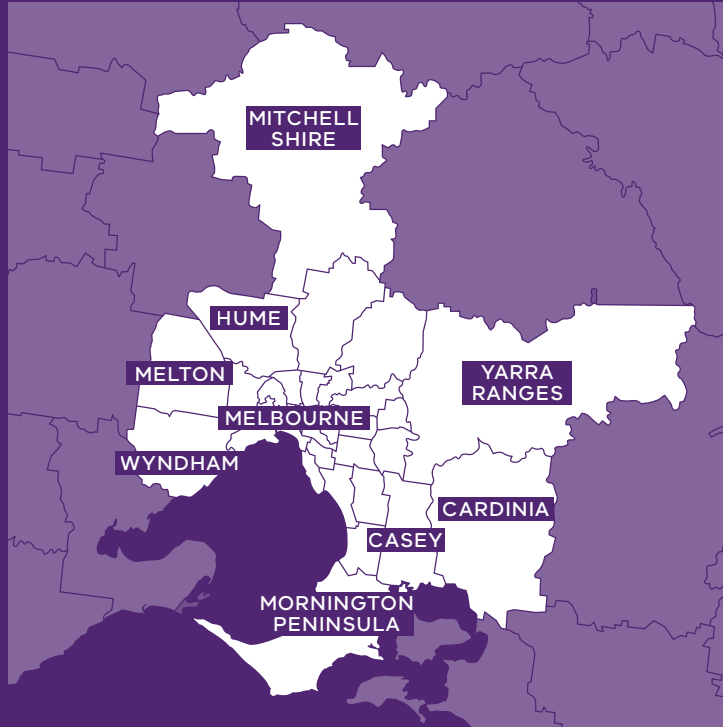 MITCHELL
SHIRE
HUME
MELTON
YARRA
RANGES
MELBOURNE
WYNDHAM
CARDINIA
CASEY
MORNINGTON
PENINSULA